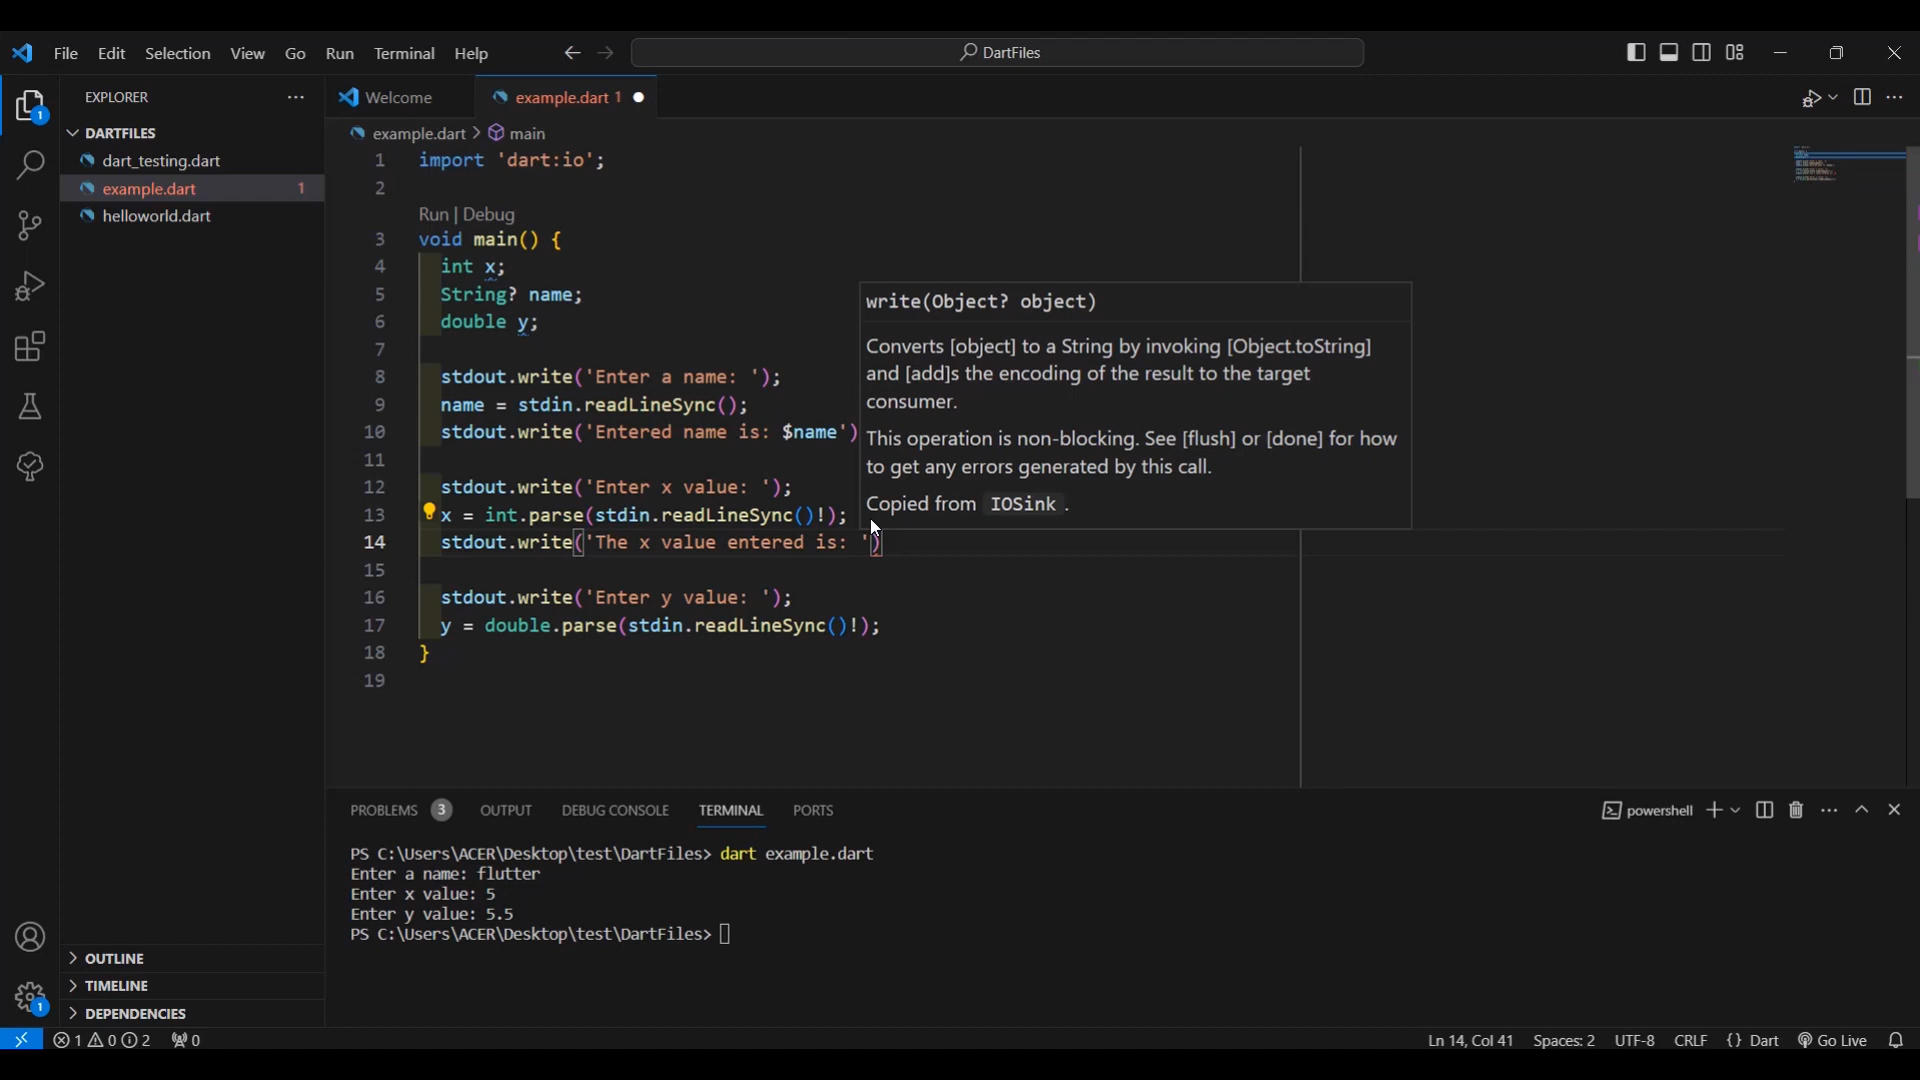 File Edit Selection View Go Run Terminal Help
DartFiles
EXPLORER
Welcome
example.dart 1
DARTFILES
example.dart > main
dart_testing.dart
example.dart 1
helloworld.dart
1 import 'dart:io';
2
Run | Debug
3 void main() {
4 int x;
5 String? name;
6 double y;
7
8 stdout.write('Enter a name: ');
9 name = stdin.readLineSync();
10 stdout.write('Entered name is: $name')
11
12 stdout.write('Enter x value: ');
13 x = int.parse(stdin.readLineSync()!);
14 stdout.write('The x value entered is: ')
15
16 stdout.write('Enter y value: ');
17 y = double.parse(stdin.readLineSync()!);
18 }
19
write(Object? object)
Converts [object] to a String by invoking [Object.toString]
and [add]s the encoding of the result to the target
consumer.
This operation is non-blocking. See [flush] or [done] for how
to get any errors generated by this call.
Copied from IOSink .
PROBLEMS 3 OUTPUT DEBUG CONSOLE TERMINAL PORTS
powershell
PS C:\Users\ACER\Desktop\test\DartFiles> dart example.dart
Enter a name: flutter
Enter x value: 5
Enter y value: 5.5
PS C:\Users\ACER\Desktop\test\DartFiles>
1
1
OUTLINE
TIMELINE
DEPENDENCIES
1 0 2 0
Ln 14, Col 41 Spaces: 2 UTF-8 CRLF {} Dart Go Live